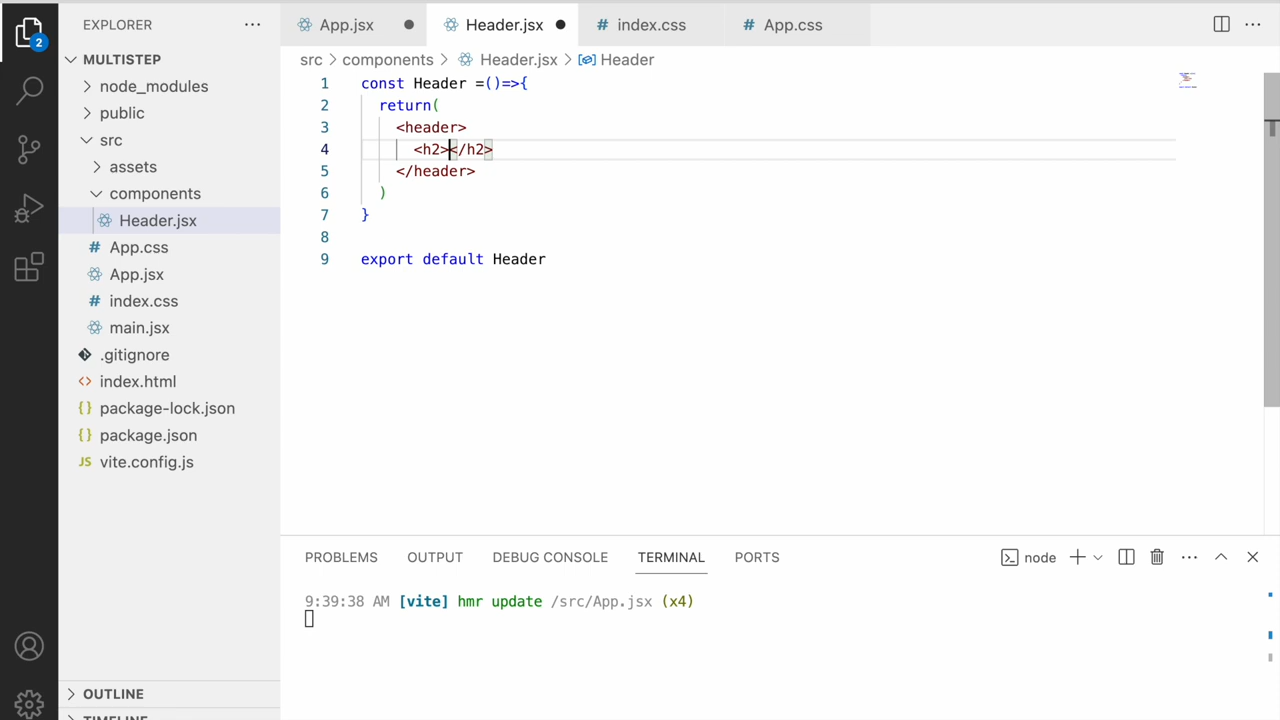 EXPLORER
App.jsx
Header.jsx
# index.css
# App.css
2
MULTISTEP
src > components > Header.jsx > Header
node_modules
public
src
assets
components
Header.jsx
# App.css
App.jsx
# index.css
main.jsx
.gitignore
<> index.html
{} package-lock.json
{} package.json
JS vite.config.js
1 const Header =()=>{
2 return(
3 <header>
4 <h2></h2>
5 </header>
6 )
7 }
8
9 export default Header
PROBLEMS OUTPUT DEBUG CONSOLE TERMINAL PORTS
node
9:39:38 AM [vite] hmr update /src/App.jsx (x4)
OUTLINE
TIMELINE